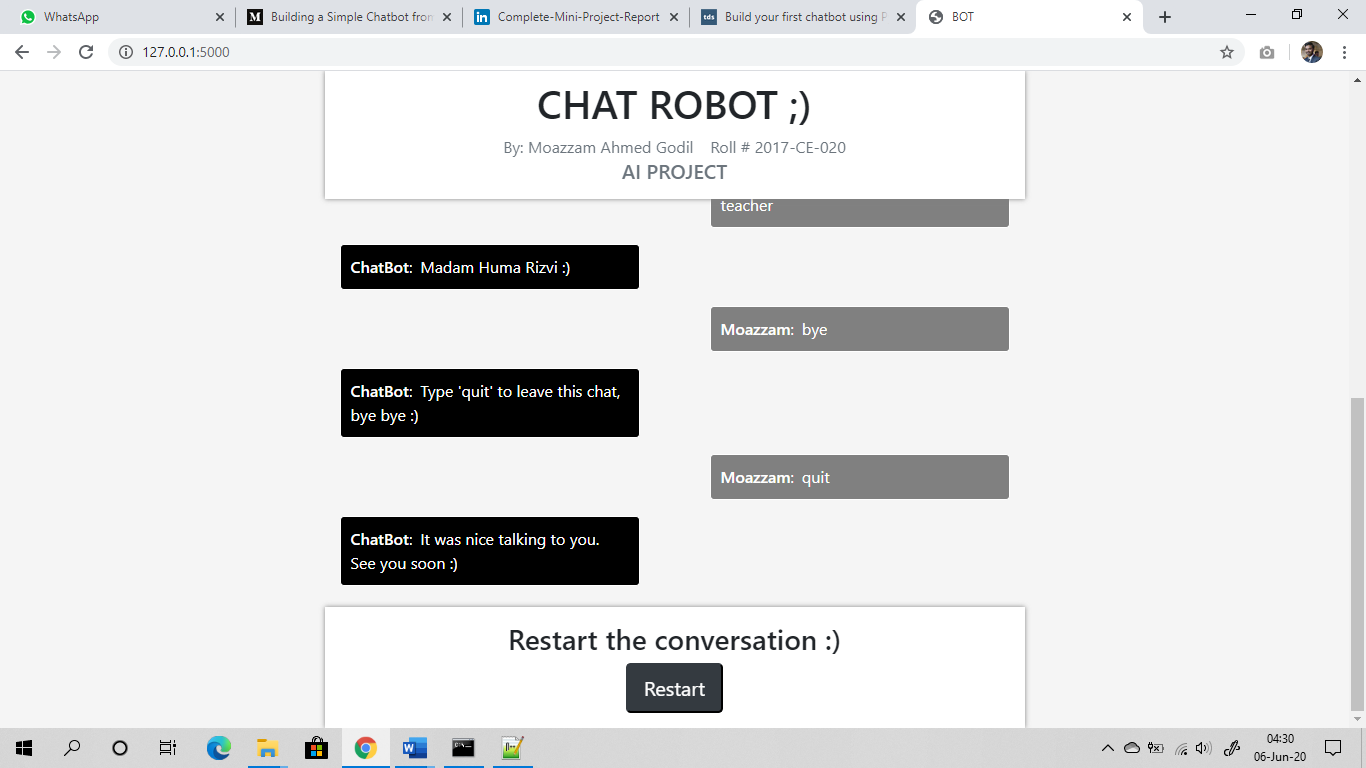 WhatsApp
Building a Simple Chatbot from
Complete-Mini-Project-Report
tds
Build your first chatbot using P
BOT
127.0.0.1:5000
CHAT ROBOT ;)
By: Moazzam Ahmed Godil Roll # 2017-CE-020
AI PROJECT
teacher
ChatBot: Madam Huma Rizvi :)
Moazzam: bye
ChatBot: Type 'quit' to leave this chat,
bye bye :)
Moazzam: quit
ChatBot: It was nice talking to you.
See you soon :)
Restart the conversation :)
Restart
04:30
06-Jun-20